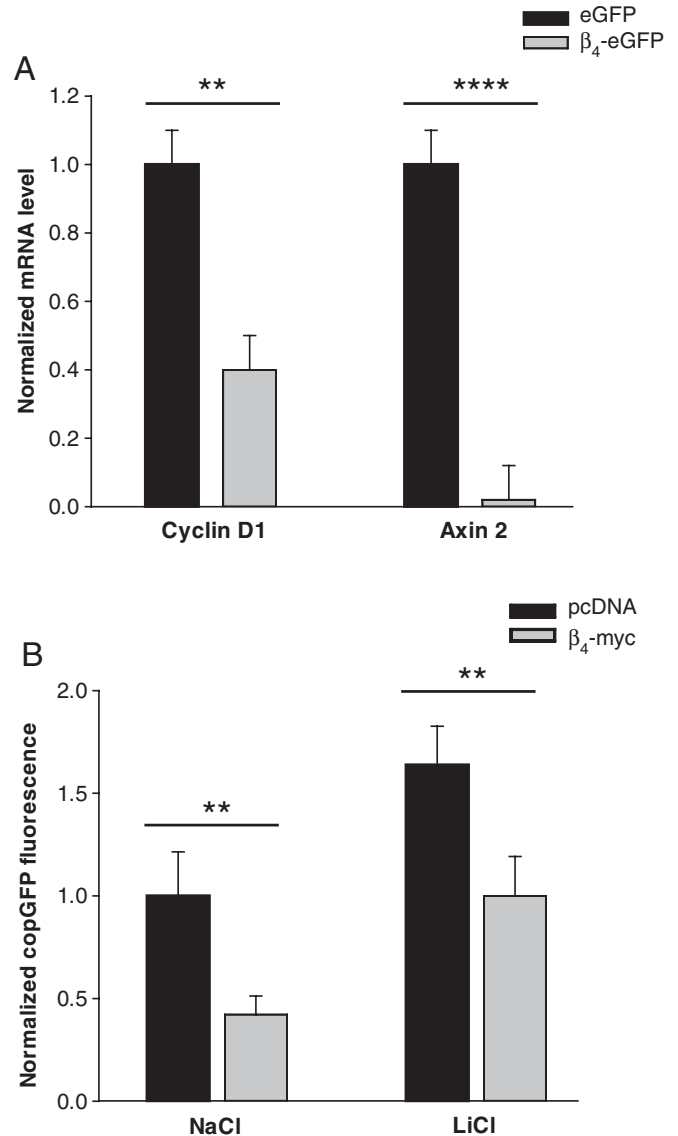 eGFP
β4-eGFP
A
** ****
1.2
1.0
0.8
0.6
0.4
0.2
0.0
Normalized mRNA level
Cyclin D1 Axin 2
pcDNA
β4-myc
B
**
**
2.0
1.5
1.0
0.5
0.0
Normalized copGFP fluorescence
NaCl LiCl